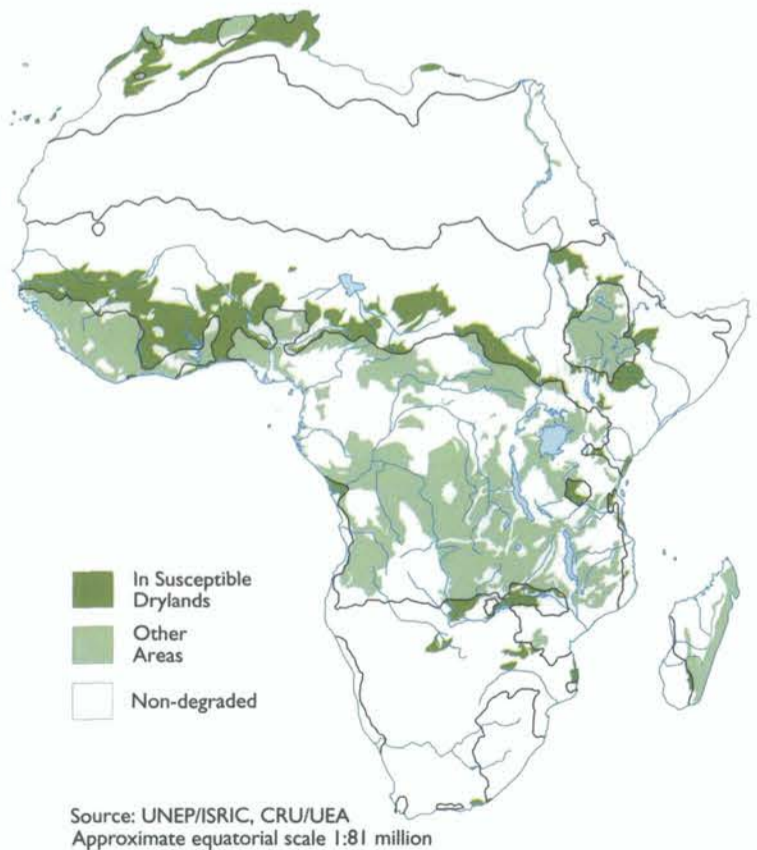 In Susceptible
Drylands
Other
Areas
Non-degraded
Source: UNEP/ISRIC, CRU/UEA
Approximate equatorial scale 1:81 million